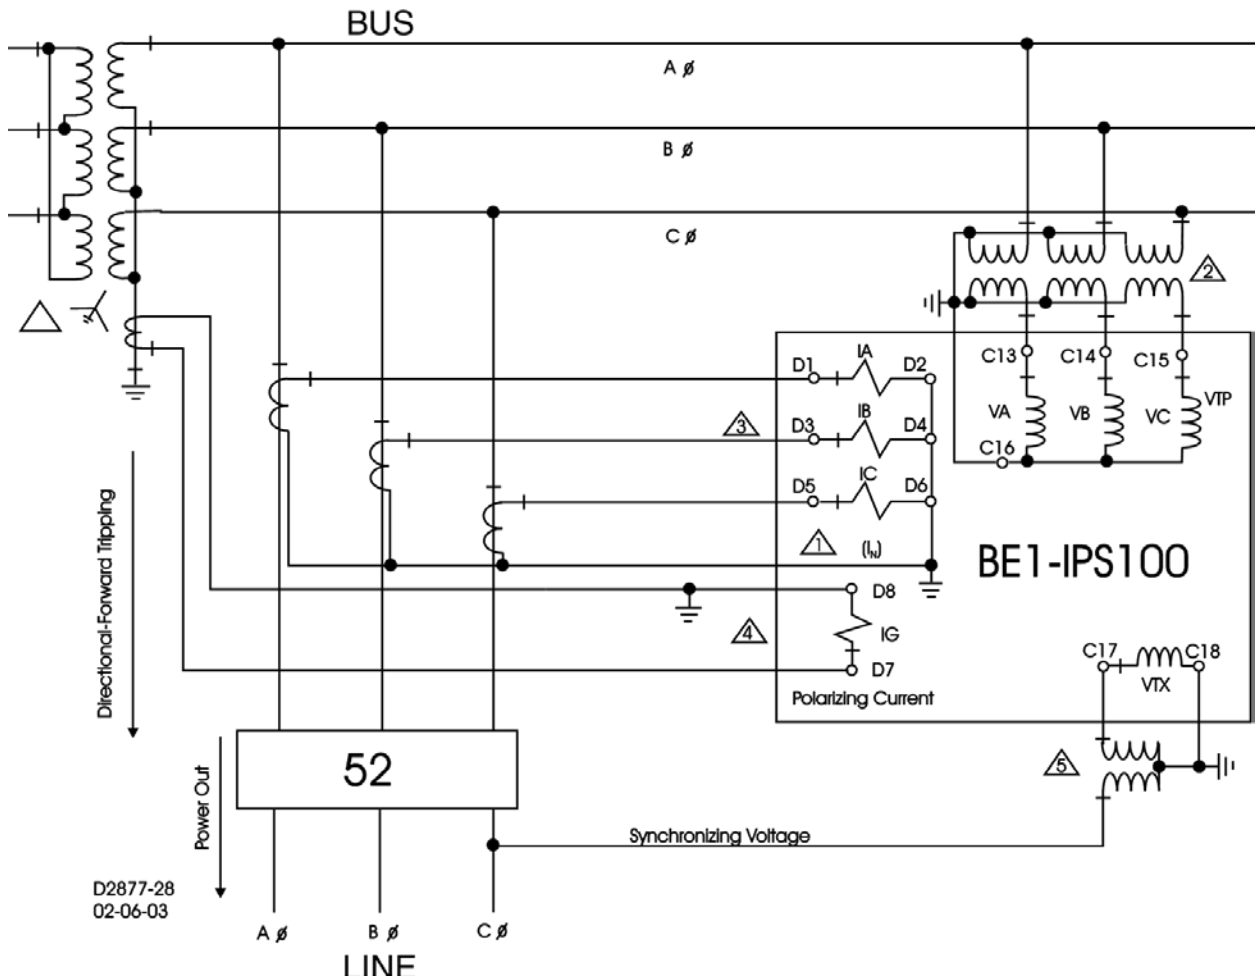 BUS
A ø
B ø
C ø
2
C13
C14
C15
VA
VB
VC
VTP
C16
D1
IA
D2
3
D3
IB
D4
D5
IC
D6
1
(IN)
BE1-IPS100
D8
4
IG
D7
Polarizing Current
C17
C18
VTX
5
Directional-Forward Tripping
52
Power Out
Synchronizing Voltage
D2877-28
02-06-03
A ø
B ø
C ø
LINE